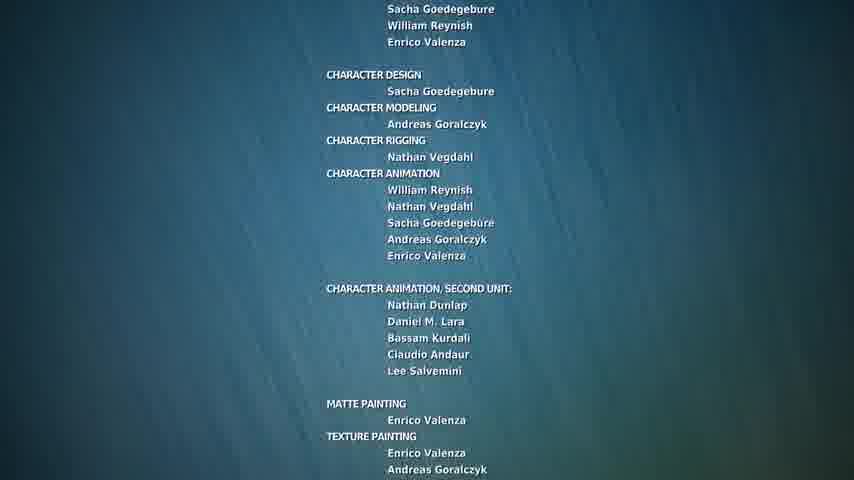 Sacha Goedegebure
William Reynish
Enrico Valenza
CHARACTER DESIGN
Sacha Goedegebure
CHARACTER MODELING
Andreas Goralczyk
CHARACTER RIGGING
Nathan Vegdahl
CHARACTER ANIMATION
William Reynish
Nathan Vegdahl
Sacha Goedegebure
Andreas Goralczyk
Enrico Valenza
CHARACTER ANIMATION, SECOND UNIT:
Nathan Dunlap
Daniel M. Lara
Bassam Kurdali
Claudio Andaur
Lee Salvemini
MATTE PAINTING
Enrico Valenza
TEXTURE PAINTING
Enrico Valenza
Andreas Goralczyk